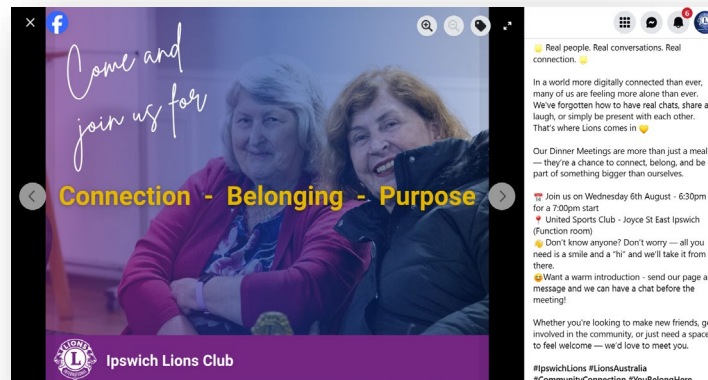 Come and
join us for
Connection - Belonging - Purpose
LIONS
INTERNATIONAL
Ipswich Lions Club
6
Real people. Real conversations. Real
connection.
In a world more digitally connected than ever,
many of us are feeling more alone than ever.
We've forgotten how to have real chats, share a
laugh, or simply be present with each other.
That's where Lions comes in
Our Dinner Meetings are more than just a meal
— they're a chance to connect, belong, and be
part of something bigger than ourselves.
Join us on Wednesday 6th August - 6:30pm
for a 7:00pm start
United Sports Club - Joyce St East Ipswich
(Function room)
Don't know anyone? Don't worry — all you
need is a smile and a "hi" and we'll take it from
there.
Want a warm introduction - send our page a
message and we can have a chat before the
meeting!
Whether you're looking to make new friends, ge
involved in the community, or just need a space
to feel welcome — we'd love to meet you.
#IpswichLions #LionsAustralia
#CommunityConnection #YouBelongHere